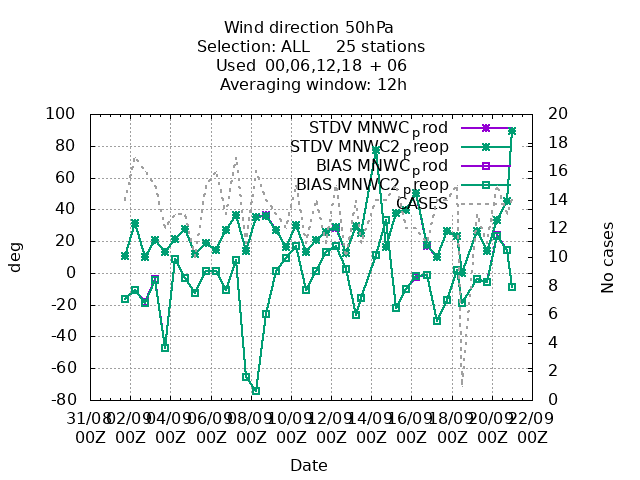 Wind direction 50hPa
Selection: ALL 25 stations
Used 00,06,12,18 + 06
Averaging window: 12h
100 20
80 18
60 16
40 14
20 12
0 10
-20 8
-40 6
-60 4
2
-80 0
STDV MNWCprod
STDV MNWC2preop
BIAS MNWCprod
BIAS MNWC2preop
CASES
deg
No cases
31/08 02/09 04/09 06/09 08/09 10/09 12/09 14/09 16/09 18/09 20/09 22/09
00Z 00Z 00Z 00Z 00Z 00Z 00Z 00Z 00Z 00Z 00Z 00Z
Date